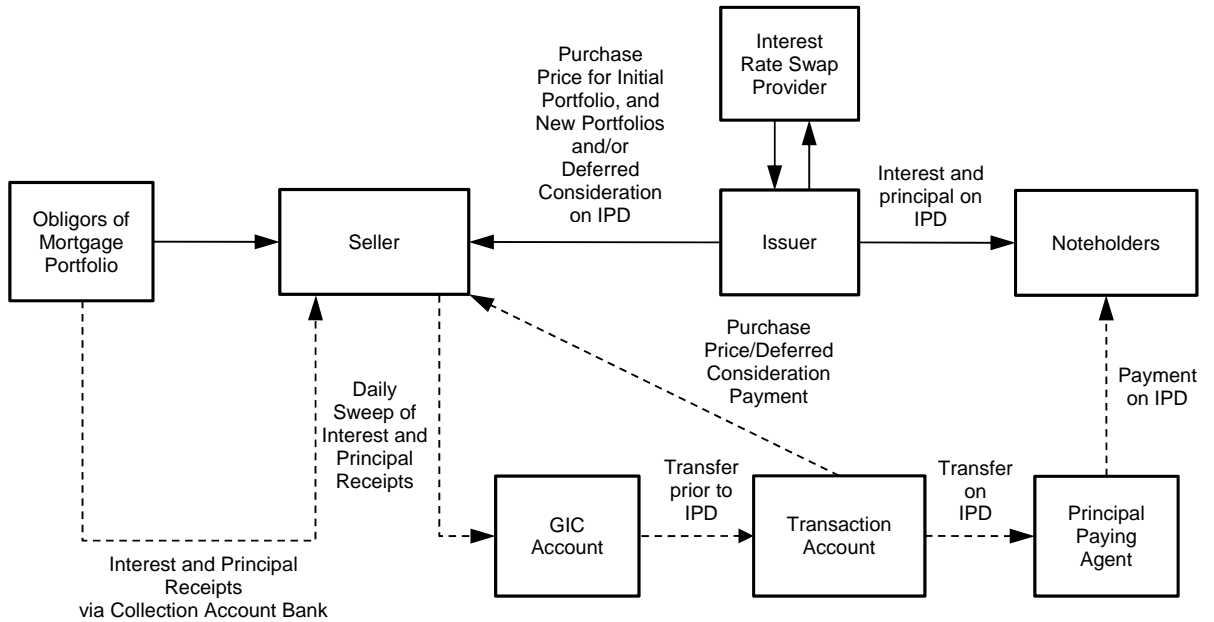 Interest
Rate Swap
Provider
Purchase
Price for Initial
Portfolio, and
New Portfolios
and/or
Deferred
Consideration
on IPD
Interest and
principal on
IPD
Obligors of
Mortgage
Portfolio
Seller
Issuer
Noteholders
Purchase
Price/Deferred
Consideration
Payment
Daily
Sweep of
Interest and
Principal
Receipts
Payment
on IPD
Transfer
prior to
IPD
Transfer
on
IPD
GIC
Account
Transaction
Account
Principal
Paying
Agent
Interest and Principal
Receipts
via Collection Account Bank